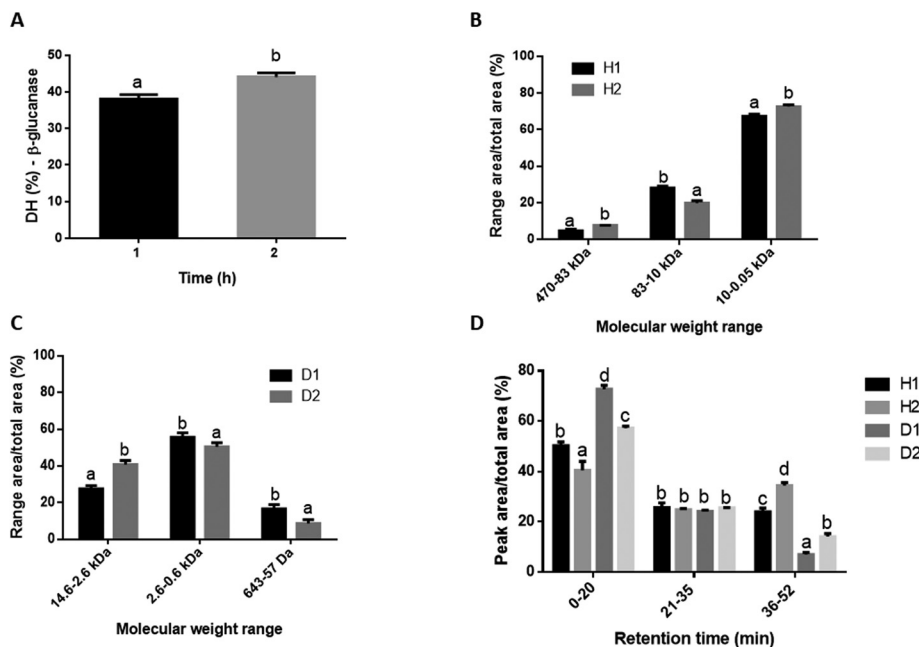 A
DH (%) - β-glucanase
50
40
30
20
10
0
a
b
1
2
Time (h)
B
Range area/total area (%)
100
80
60
40
20
0
H1
H2
a
b
b
a
a
b
470-83 kDa
83-10 kDa
10-0.05 kDa
Molecular weight range
C
Range area/total area (%)
100
80
60
40
20
0
D1
D2
a
b
b
a
b
a
14.6-2.6 kDa
2.6-0.6 kDa
643-57 Da
Molecular weight range
D
Peak area/total area (%)
80
60
40
20
0
H1
H2
D1
D2
b
a
d
c
b
b
b
b
c
d
a
b
0-20
21-35
36-52
Retention time (min)